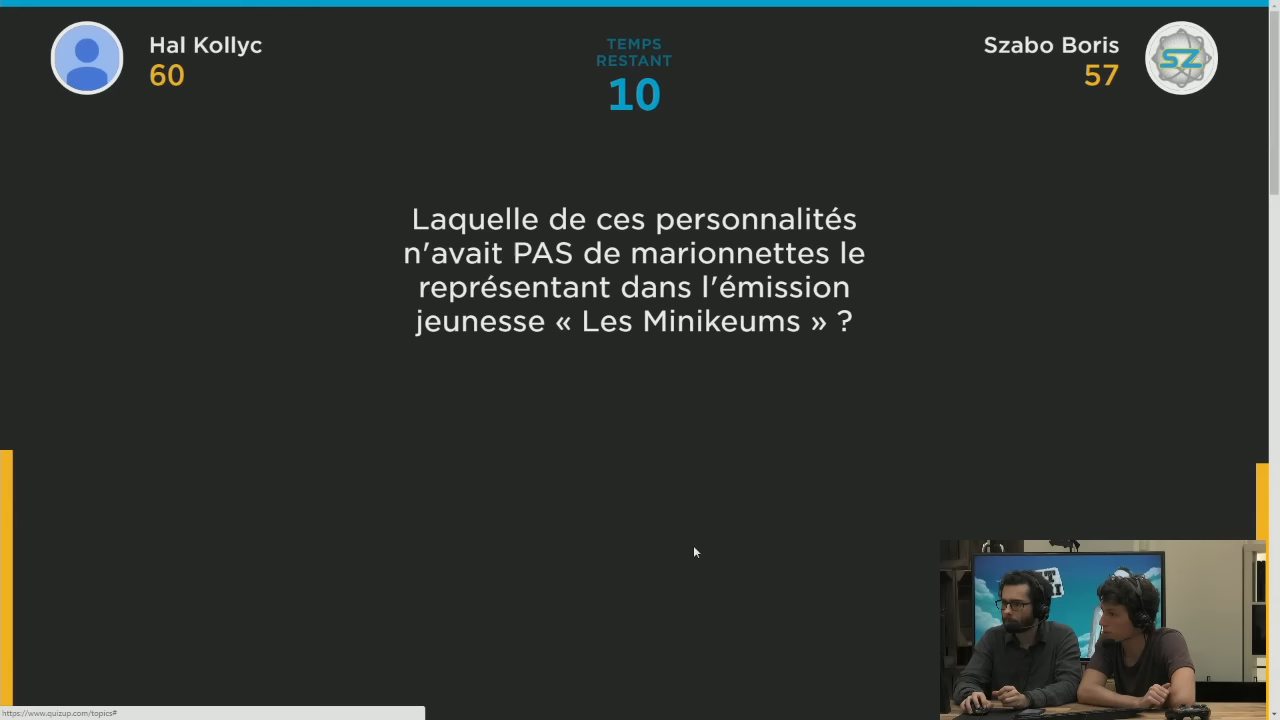 Hal Kollyc
60
TEMPS
RESTANT
10
Szabo Boris
57
SZ
Laquelle de ces personnalités
n'avait PAS de marionnettes le
représentant dans l'émission
jeunesse « Les Minikeums » ?
https://www.quizup.com/topics#